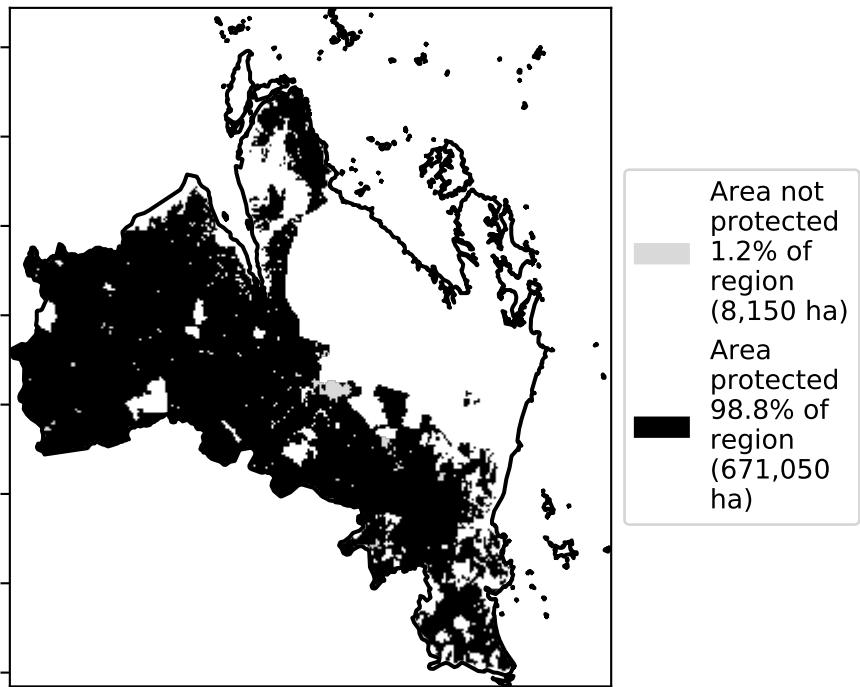 Area not
protected
1.2% of
region
(8,150 ha)
Area
protected
98.8% of
region
(671,050
ha)